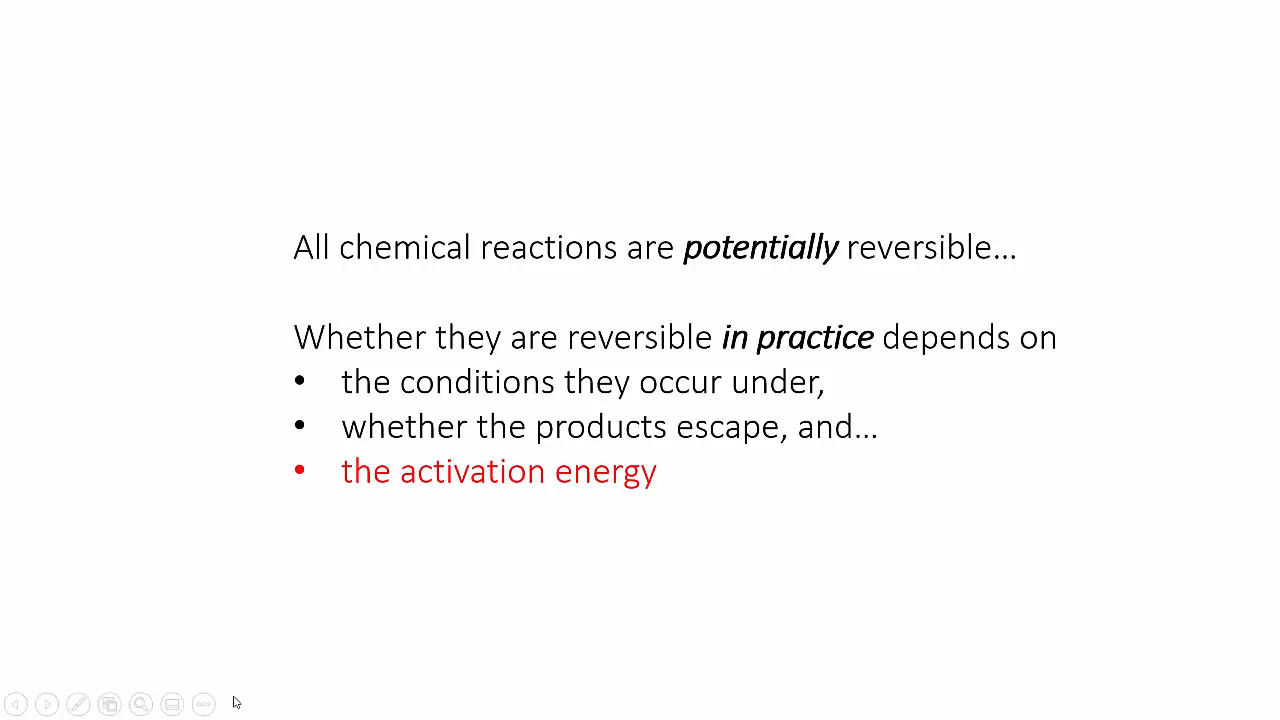 All chemical reactions are potentially reversible...
Whether they are reversible in practice depends on
• the conditions they occur under,
• whether the products escape, and...
• the activation energy